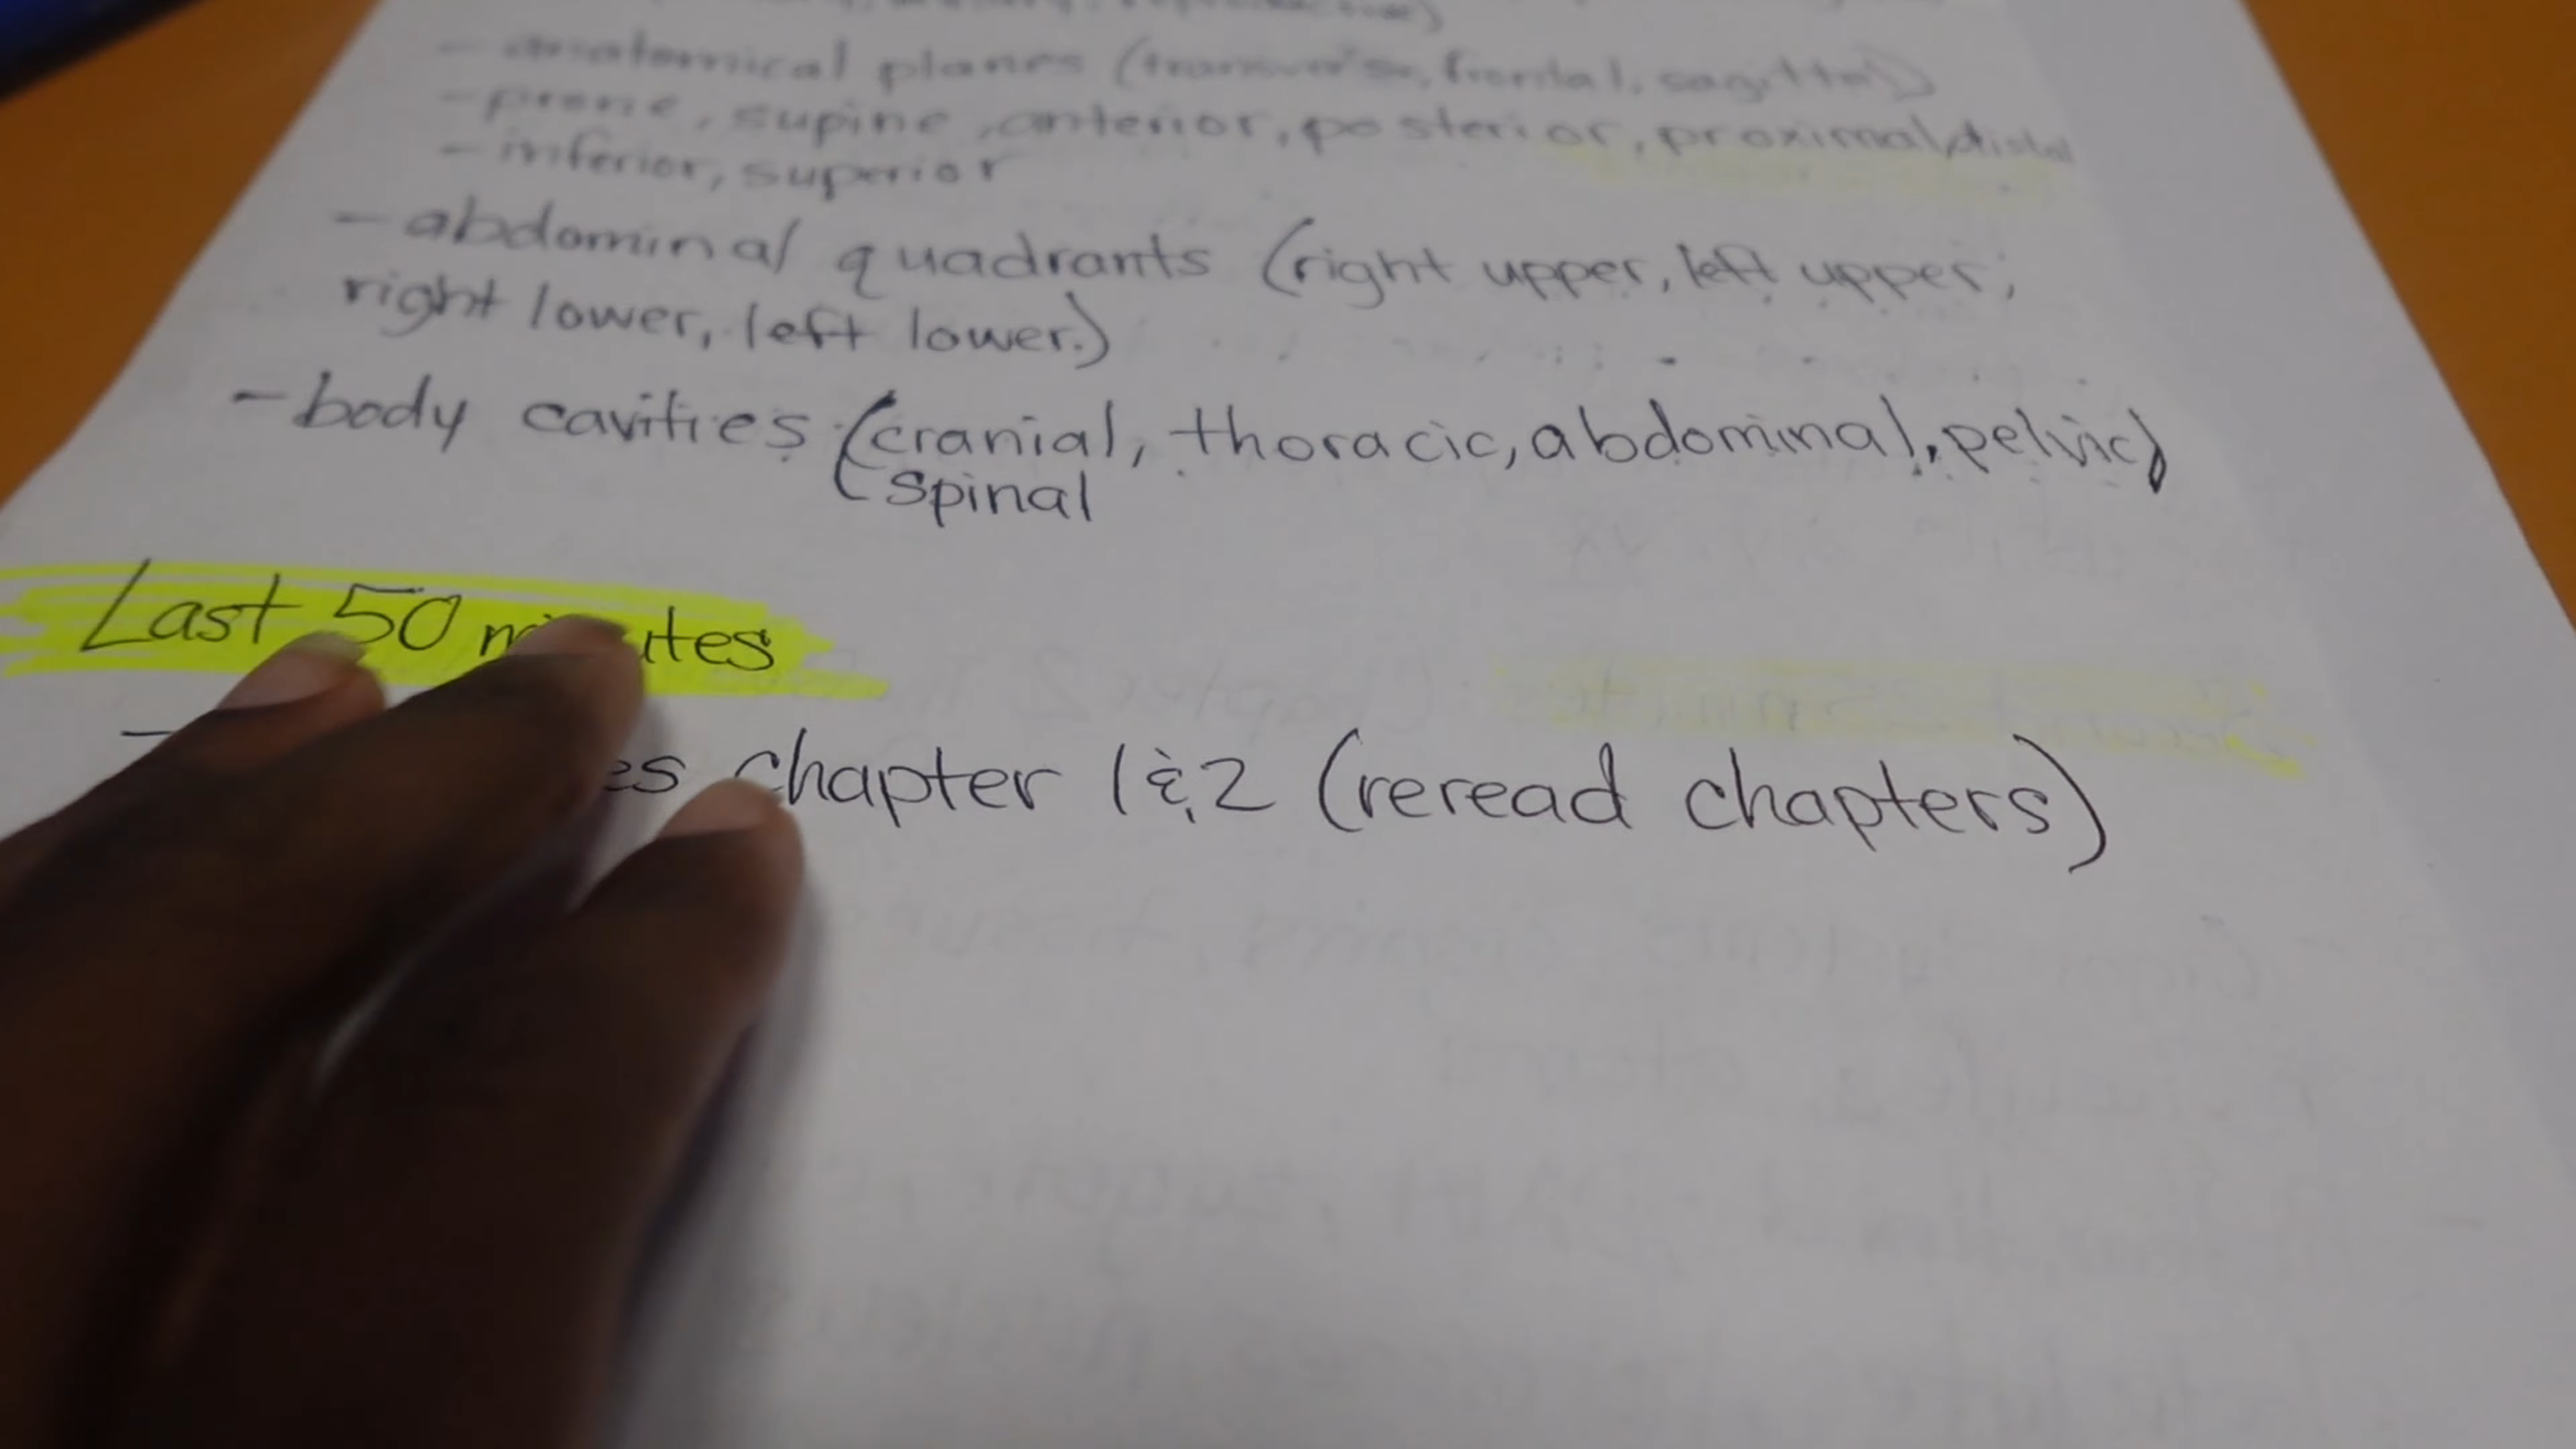 - anatomical planes (transverse, frontal, sagittal)
- prone, supine, anterior, posterior, proximal/distal
- inferior, superior
- abdominal quadrants (right upper, left upper,
right lower, left lower.)
- body cavities (cranial, thoracic, abdominal, pelvic)
(spinal
Last 50 minutes
- chapter 1 & 2 (reread chapters)